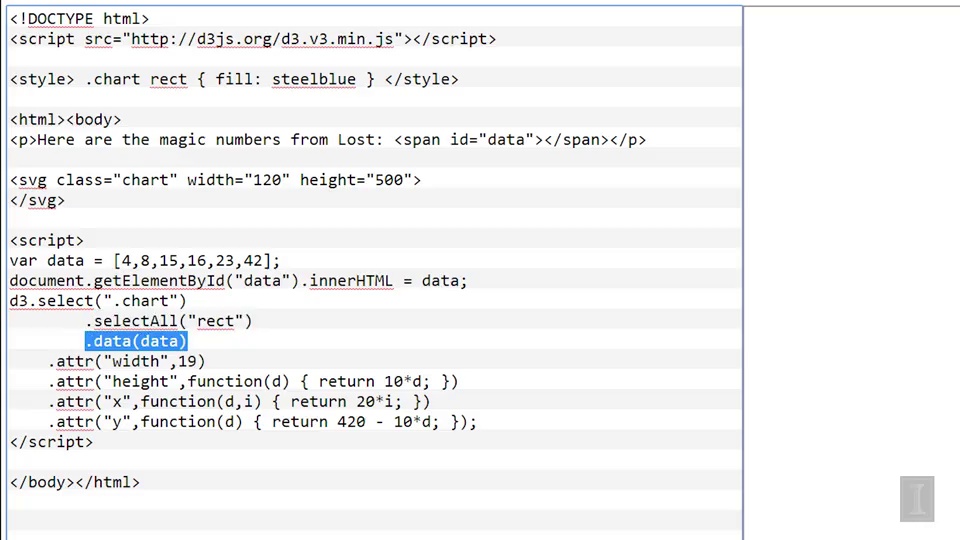 <!DOCTYPE html>
<script src="http://d3js.org/d3.v3.min.js"></script>
<style> .chart rect { fill: steelblue } </style>
<html><body>
<p>Here are the magic numbers from Lost: <span id="data"></span></p>
<svg class="chart" width="120" height="500">
</svg>
<script>
var data = [4,8,15,16,23,42];
document.getElementById("data").innerHTML = data;
d3.select(".chart")
.selectAll("rect")
.data(data)
.attr("width",19)
.attr("height",function(d) { return 10*d; })
.attr("x",function(d,i) { return 20*i; })
.attr("y",function(d) { return 420 - 10*d; });
</script>
</body></html>
I